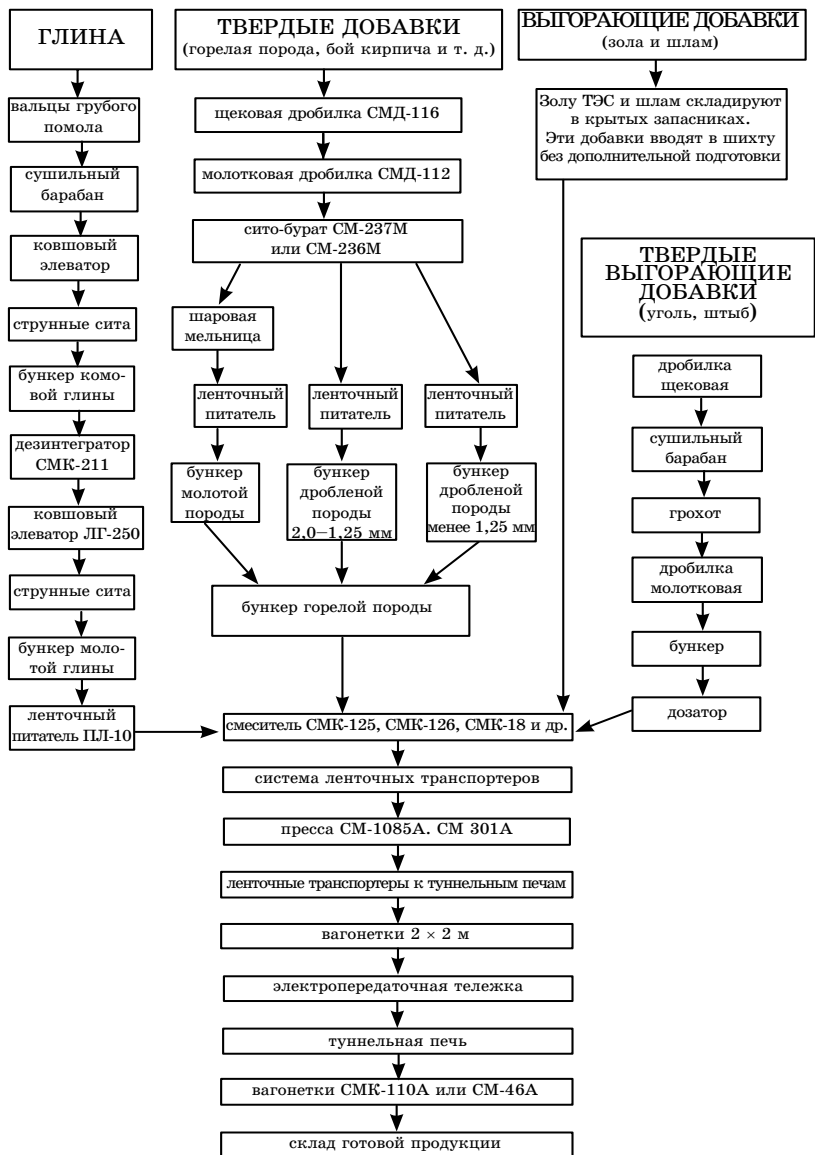 ГЛИНА
вальцы грубого
помола
сушильный
барабан
ковшовый
элеватор
струнные сита
бункер комо-
вой глины
дезинтегратор
СМК-211
ковшовый
элеватор ЛГ-250
струнные сита
бункер моло-
той глины
ленточный
питатель ПЛ-10
ТВЕРДЫЕ ДОБАВКИ
(горелая порода, бой кирпича и т. д.)
щековая дробилка СМД-116
молотковая дробилка СМД-112
сито-бурат СМ-237М
или СМ-236М
шаровая
мельница
ленточный
питатель
бункер
молотой
породы
ленточный
питатель
бункер
дробленой
породы
2,0–1,25 мм
ленточный
питатель
бункер
дробленой
породы
менее 1,25 мм
бункер горелой породы
ВЫГОРАЮЩИЕ ДОБАВКИ
(зола и шлам)
Золу ТЭС и шлам складируют
в крытых запасниках.
Эти добавки вводят в шихту
без дополнительной подготовки
ТВЕРДЫЕ
ВЫГОРАЮЩИЕ
ДОБАВКИ
(уголь, штыб)
дробилка
щековая
сушильный
барабан
грохот
дробилка
молотковая
бункер
дозатор
смеситель СМК-125, СМК-126, СМК-18 и др.
система ленточных транспортеров
пресса СМ-1085А. СМ 301А
ленточные транспортеры к туннельным печам
вагонетки 2 × 2 м
электропередаточная тележка
туннельная печь
вагонетки СМК-110А или СМ-46А
склад готовой продукции